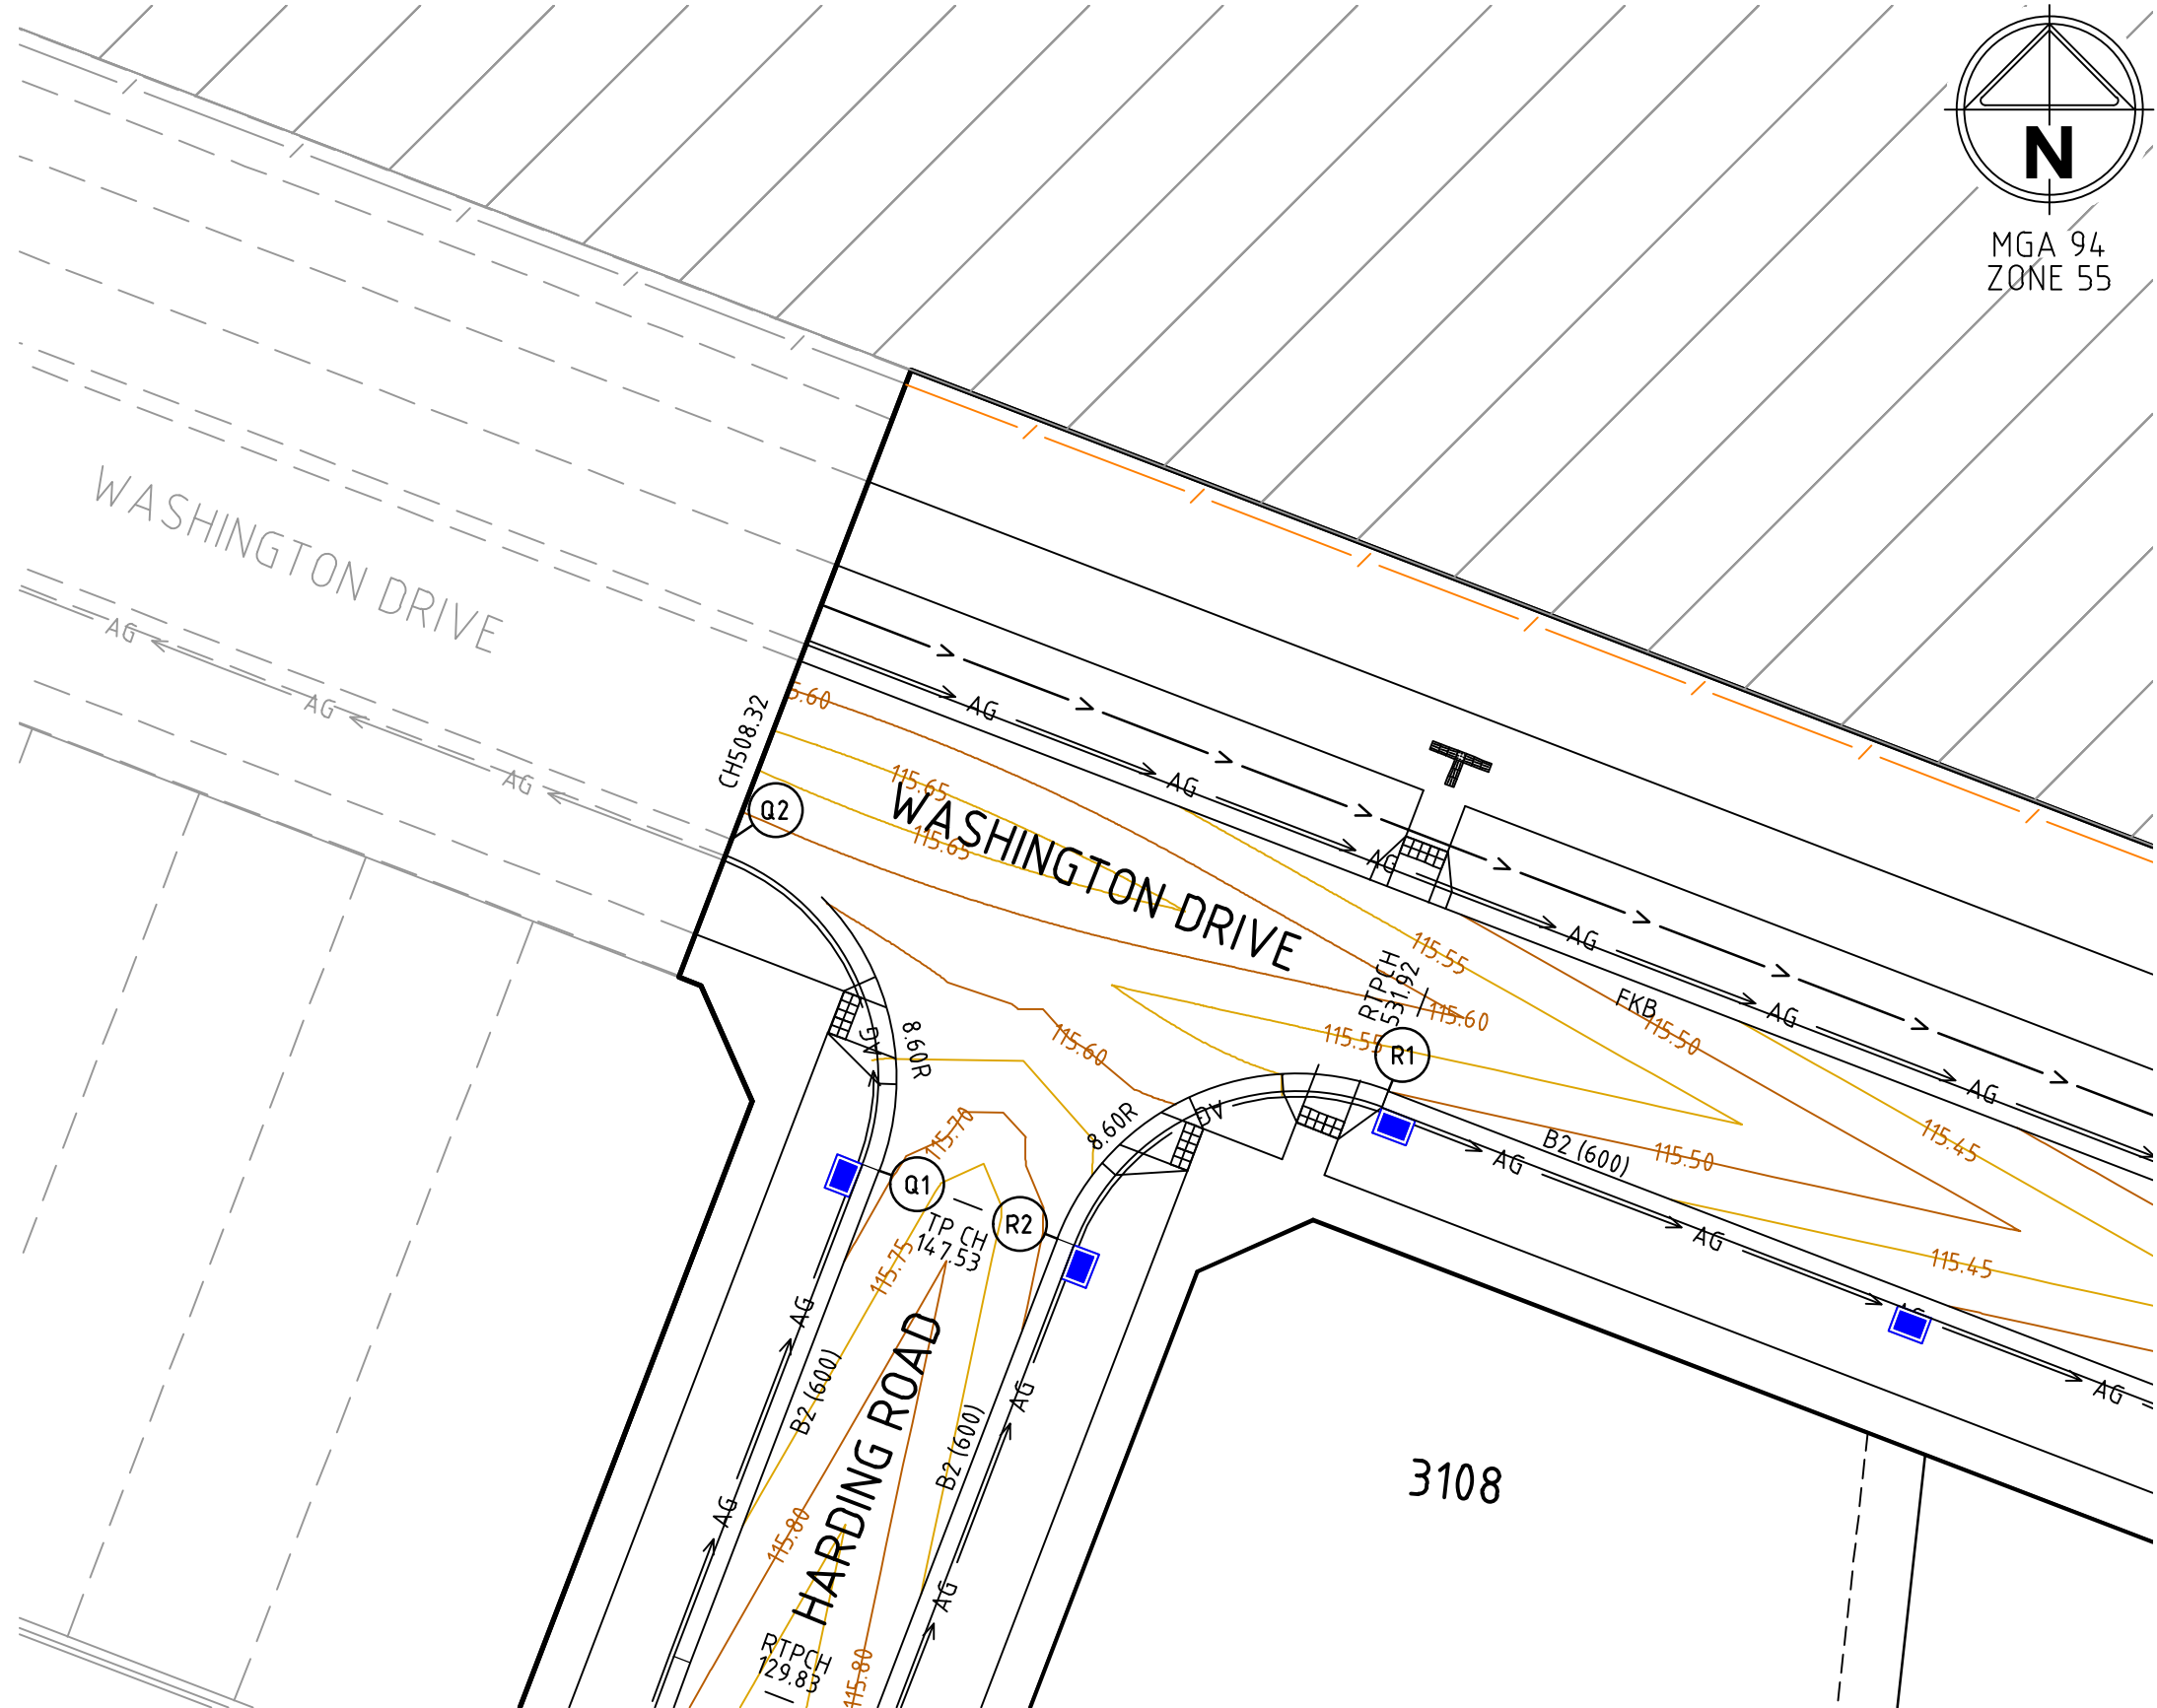 N
MGA 94
ZONE 55
WASHINGTON DRIVE
AG
AG
AG
CH508.32
5.60
AG
AG
AG
AG
AG
AG
115.65
115.65
WASHINGTON DRIVE
Q2
115.55
RTPCH
531.92
115.60
FKB
115.50
115.55
R1
115.60
AG
8.60R
8.60R
AG
B2 (600)
115.50
115.45
115.45
AG
AG
AG
AG
115.70
Q1
R2
TP CH
147.53
115.75
AG
B2 (600)
AG
HARDING ROAD
B2 (600)
AG
AG
115.80
3108
RTPCH
129.83
115.80